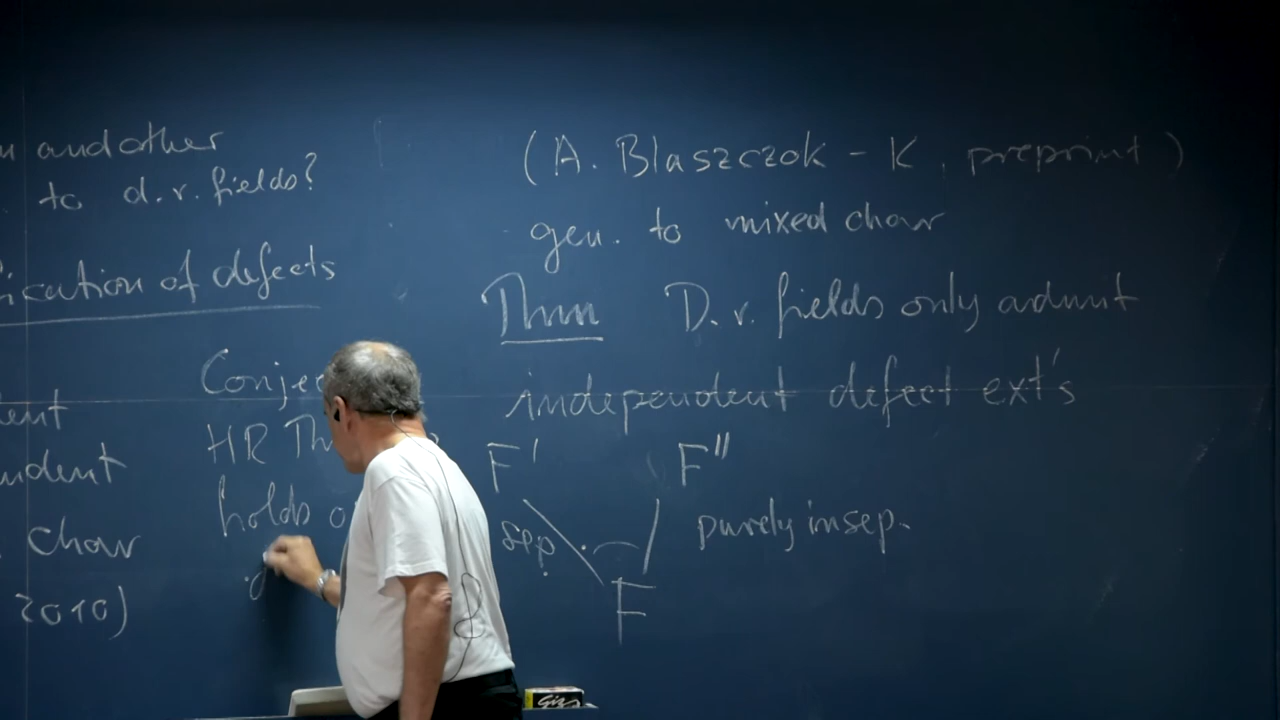 and other
to d.r. fields?
ication of defects
ent
ndent
char
2010)
Conje
HR Th
holds o
(A. Blaszczok - K, preprint)
gen. to mixed char
Thm D.r. fields only admit
independent defect ext's
F' F"
sep. purely insep.
F
Giz